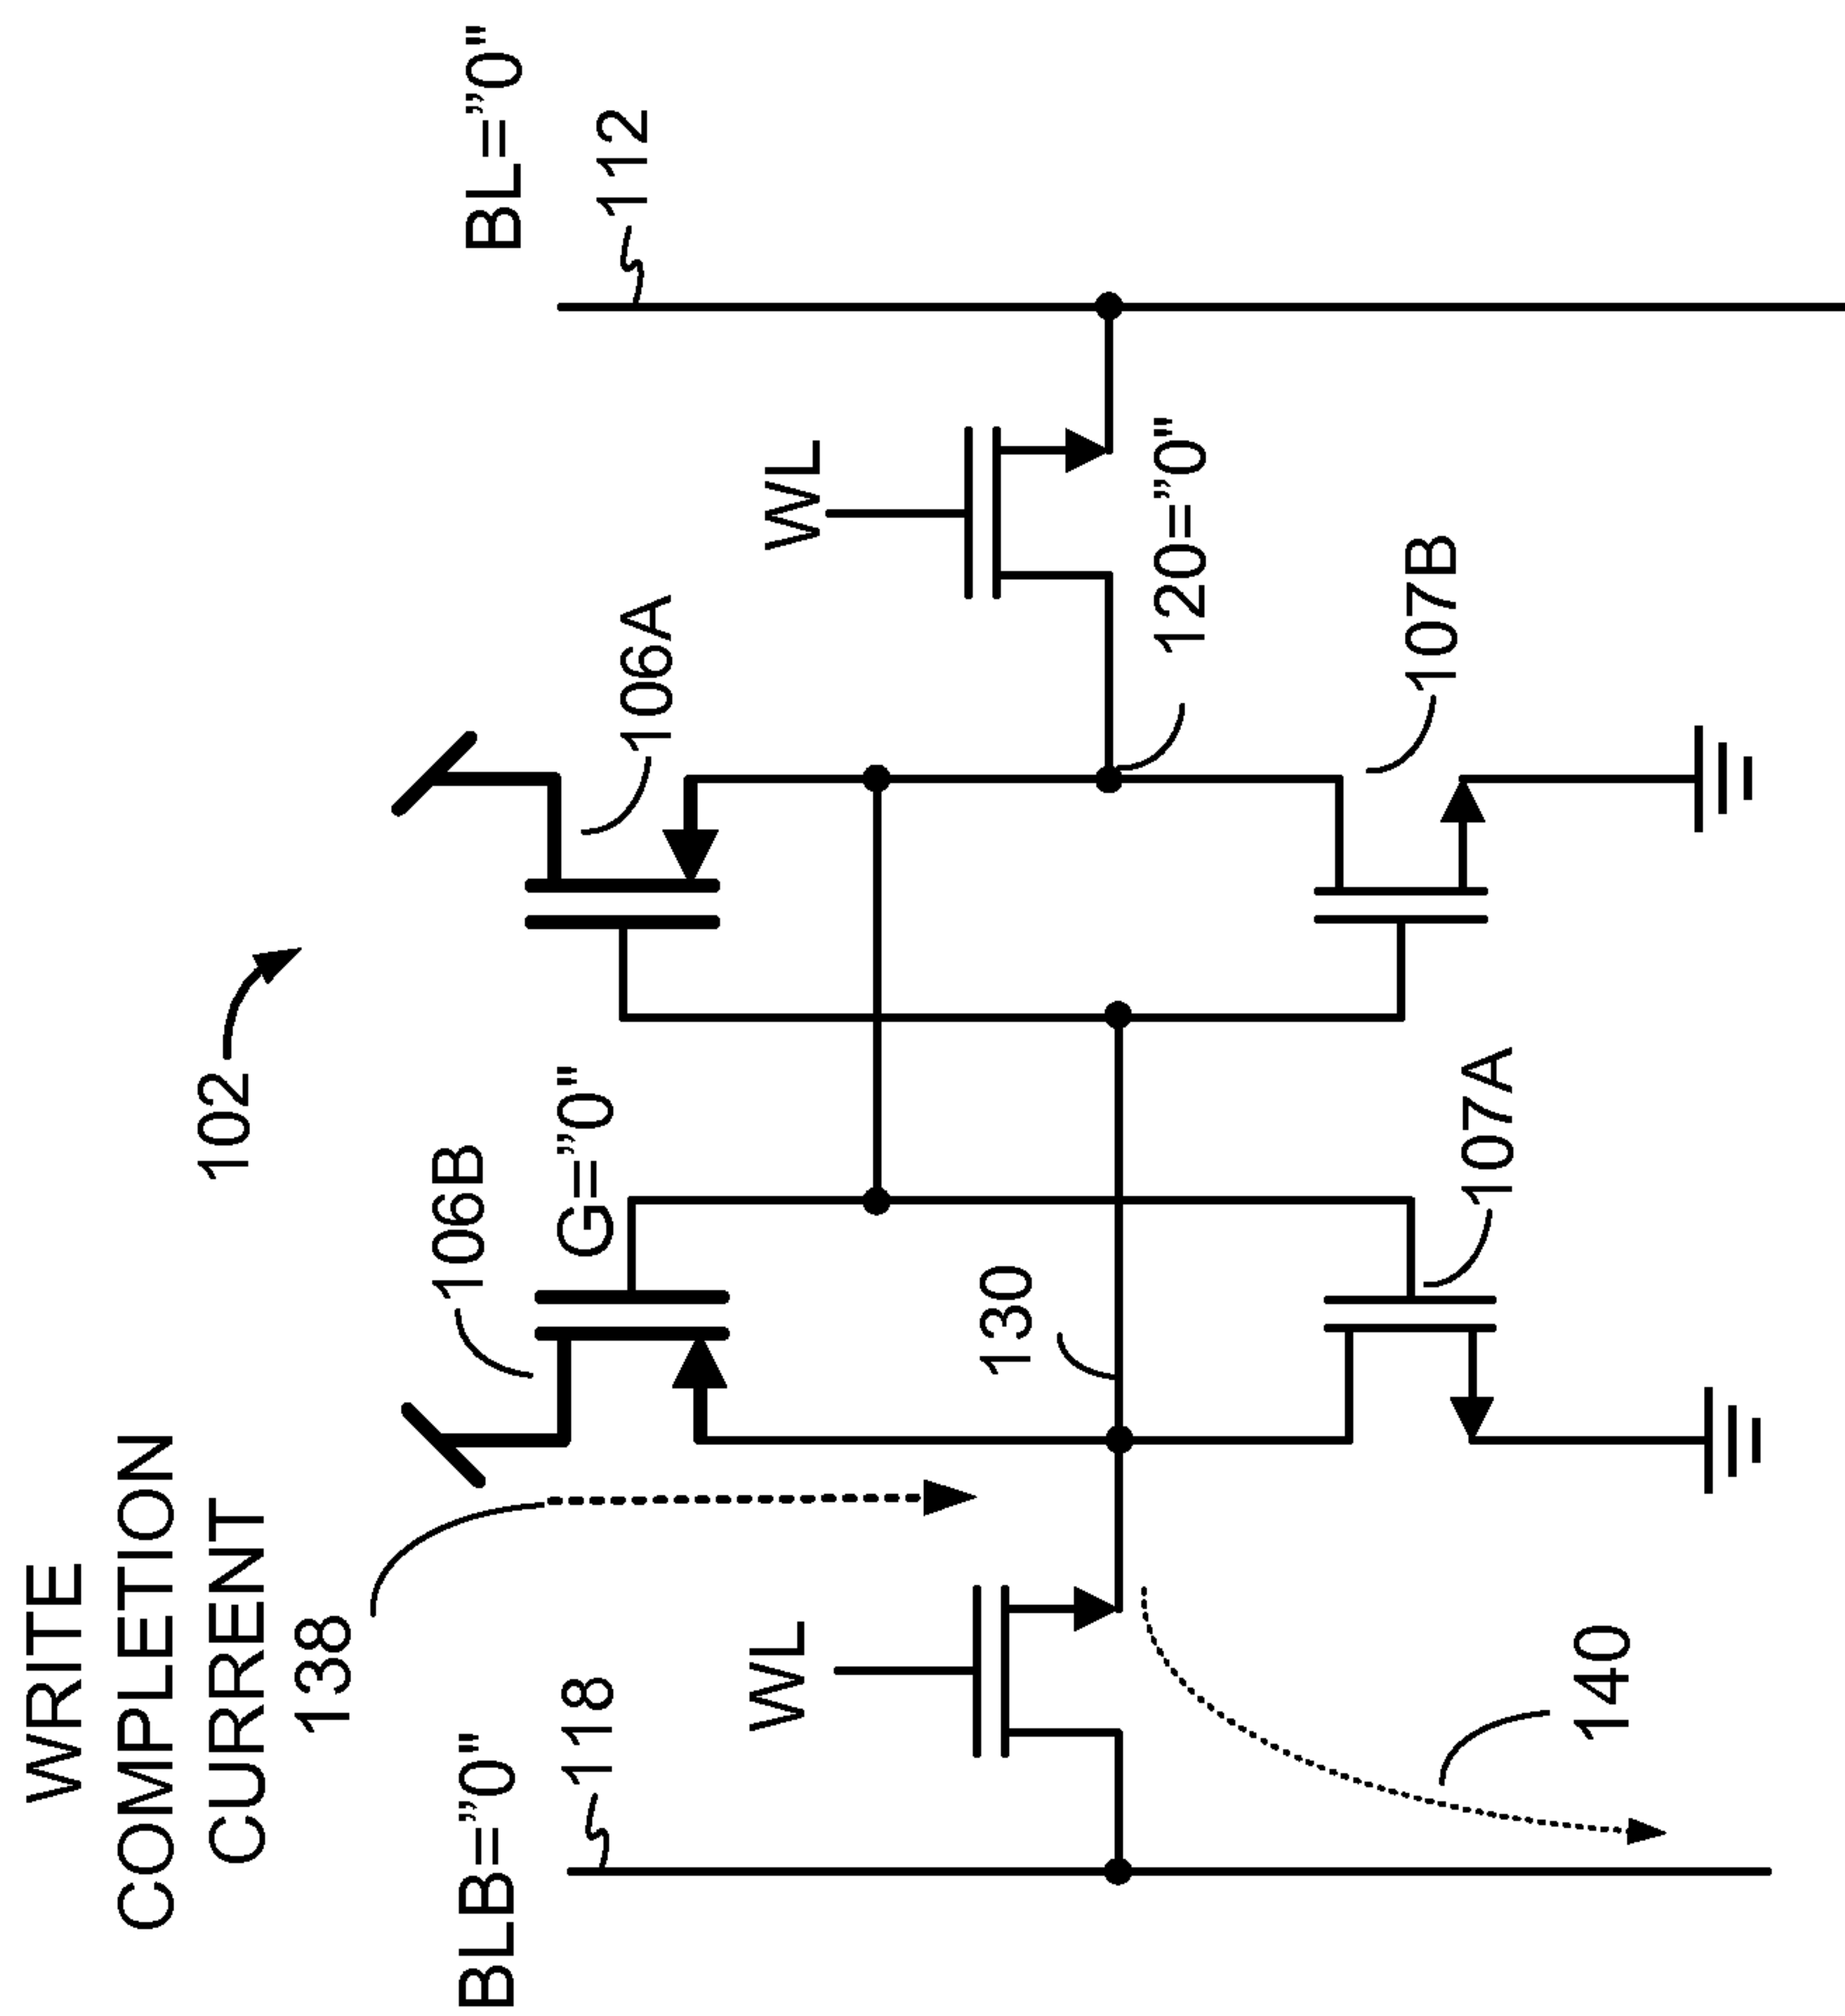 WRITE
COMPLETION
CURRENT
138
BLB="0"
118
WL
140
102
106B
G="0"
130
107A
106A
WL
120="0"
107B
BL="0"
112